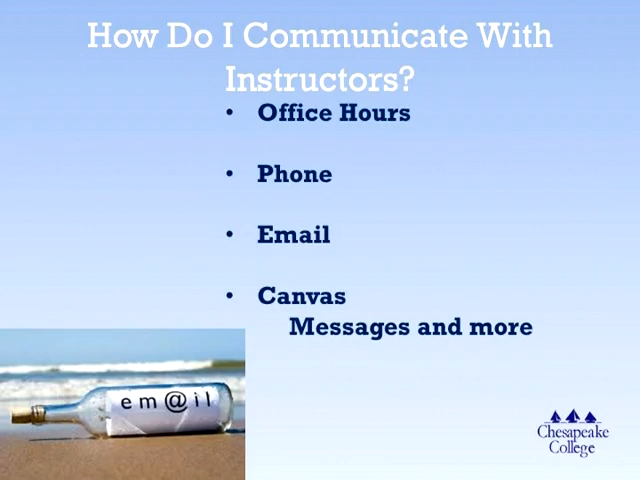 How Do I Communicate With
Instructors?
• Office Hours
• Phone
• Email
• Canvas
Messages and more
em@il
Chesapeake
College